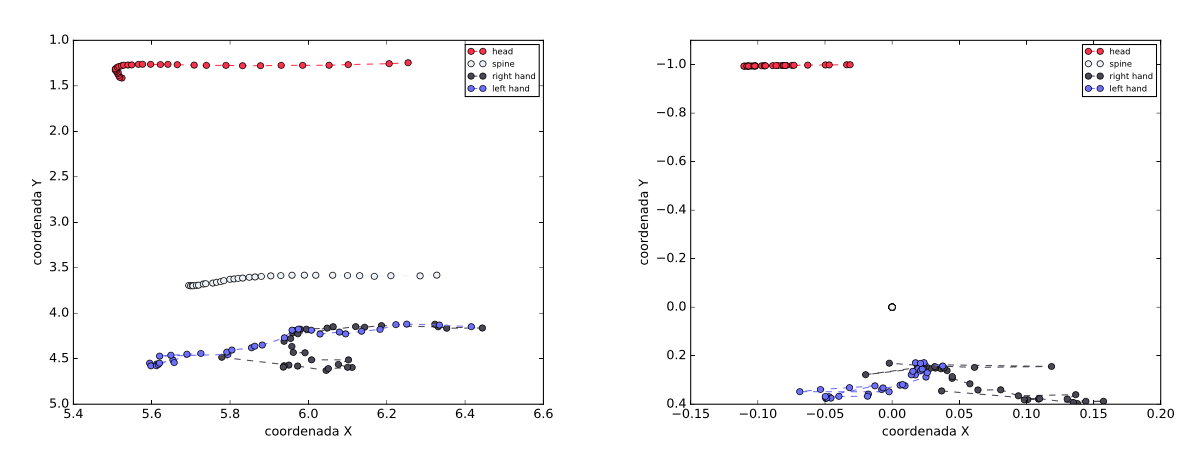 1.0
1.5
2.0
2.5
3.0
3.5
4.0
4.5
5.0
coordenada Y
5.4
5.6
5.8
6.0
6.2
6.4
6.6
coordenada X
head
spine
right hand
left hand
−1.0
−0.8
−0.6
−0.4
−0.2
0.0
0.2
0.4
coordenada Y
−0.15
−0.10
−0.05
0.00
0.05
0.10
0.15
0.20
coordenada X
head
spine
right hand
left hand